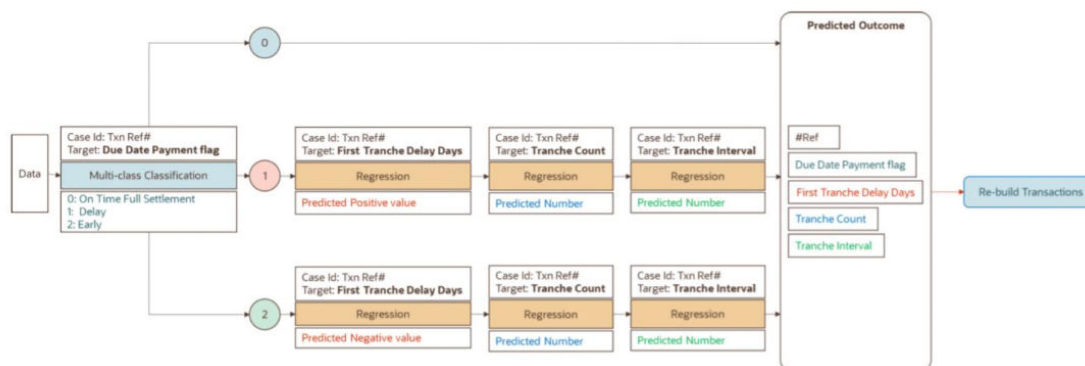 0
Predicted Outcome
Data
Case Id: Txn Ref#
Target: Due Date Payment flag
Multi-class Classification
0: On Time Full Settlement
1: Delay
2: Early
1
Case Id: Txn Ref#
Target: First Tranche Delay Days
Regression
Predicted Positive value
Case Id: Txn Ref#
Target: Tranche Count
Regression
Predicted Number
Case Id: Txn Ref#
Target: Tranche Interval
Regression
Predicted Number
2
Case Id: Txn Ref#
Target: First Tranche Delay Days
Regression
Predicted Negative value
Case Id: Txn Ref#
Target: Tranche Count
Regression
Predicted Number
Case Id: Txn Ref#
Target: Tranche Interval
Regression
Predicted Number
#Ref
Due Date Payment flag
First Tranche Delay Days
Tranche Count
Tranche Interval
Re-build Transactions